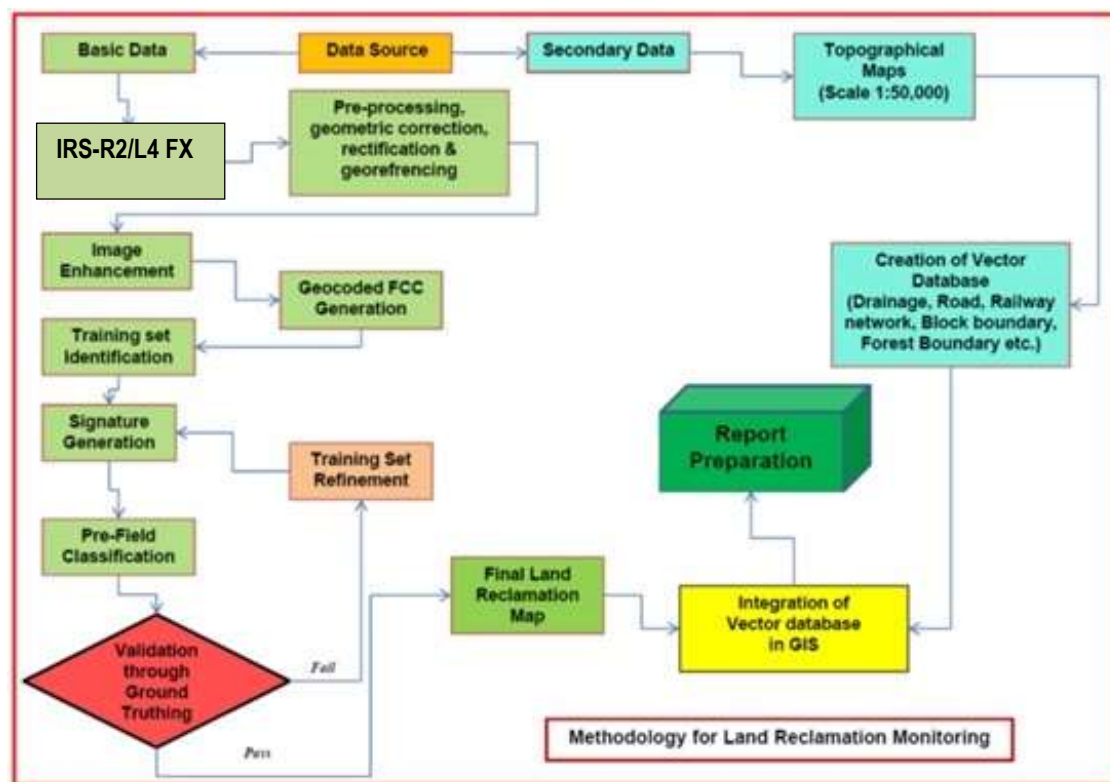 Basic Data
Data Source
Secondary Data
Topographical
Maps
(Scale 1:50,000)
IRS-R2/L4 FX
Pre-processing,
geometric correction,
rectification &
georefrencing
Image
Enhancement
Geocoded FCC
Generation
Creation of Vector
Database
(Drainage, Road, Railway
network, Block boundary,
Forest Boundary etc.)
Training set
Identification
Signature
Generation
Training Set
Refinement
Report
Preparation
Pre-Field
Classification
Final Land
Reclamation
Map
Integration of
Vector database
in GIS
Validation
through
Ground
Truthing
Fail
Pass
Methodology for Land Reclamation Monitoring